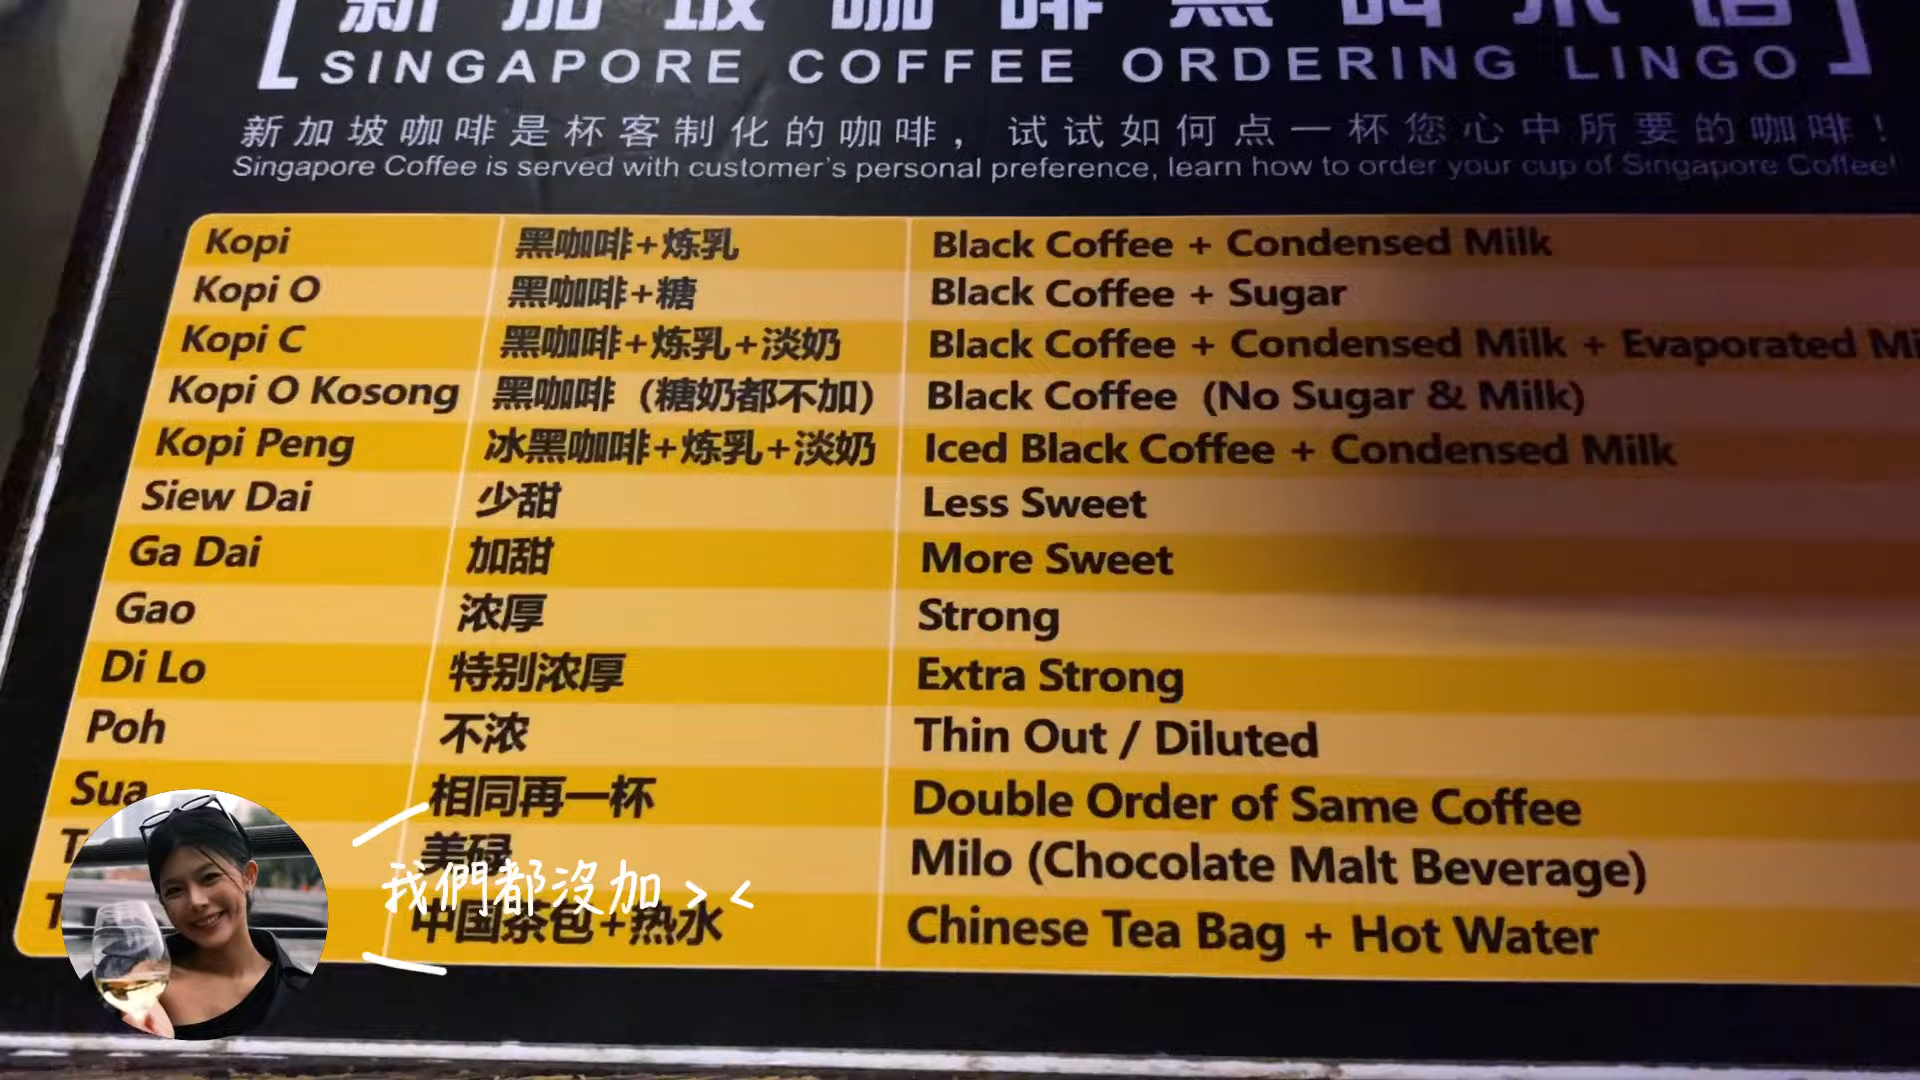 SINGAPORE COFFEE ORDERING LINGO
新加坡咖啡是杯客制化的咖啡，试试如何点一杯您心中所要的咖啡！
Singapore Coffee is served with customer's personal preference, learn how to order your cup of Singapore Coffee!
Kopi 黑咖啡+炼乳 Black Coffee + Condensed Milk
Kopi O 黑咖啡+糖 Black Coffee + Sugar
Kopi C 黑咖啡+炼乳+淡奶 Black Coffee + Condensed Milk + Evaporated
Kopi O Kosong 黑咖啡（糖奶都不加） Black Coffee (No Sugar & Milk)
Kopi Peng 冰黑咖啡+炼乳+淡奶 Iced Black Coffee + Condensed Milk
Siew Dai 少甜 Less Sweet
Ga Dai 加甜 More Sweet
Gao 浓厚 Strong
Di Lo 特别浓厚 Extra Strong
Poh 不浓 Thin Out / Diluted
Sua 相同再一杯 Double Order of Same Coffee
美碌 Milo (Chocolate Malt Beverage)
我們都沒加 > <
中国茶包+热水 Chinese Tea Bag + Hot Water